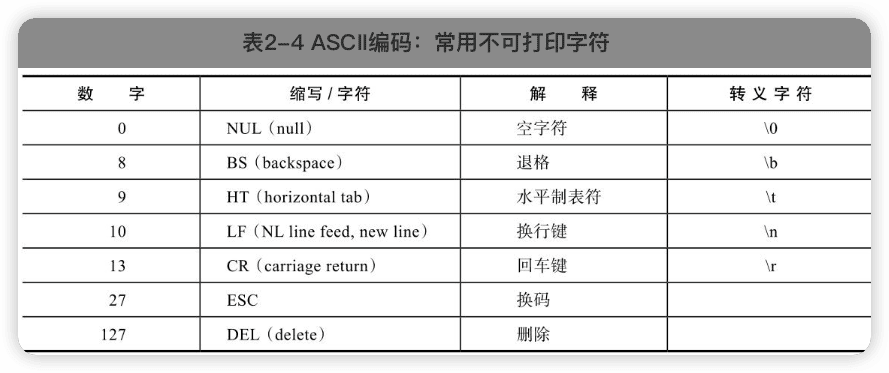 表2-4 ASCII编码：常用不可打印字符
数 字 缩写 / 字符 解 释 转 义 字 符
0 NUL（null） 空字符 \0
8 BS（backspace） 退格 \b
9 HT（horizontal tab） 水平制表符 \t
10 LF（NL line feed, new line） 换行键 \n
13 CR（carriage return） 回车键 \r
27 ESC 换码
127 DEL（delete） 删除